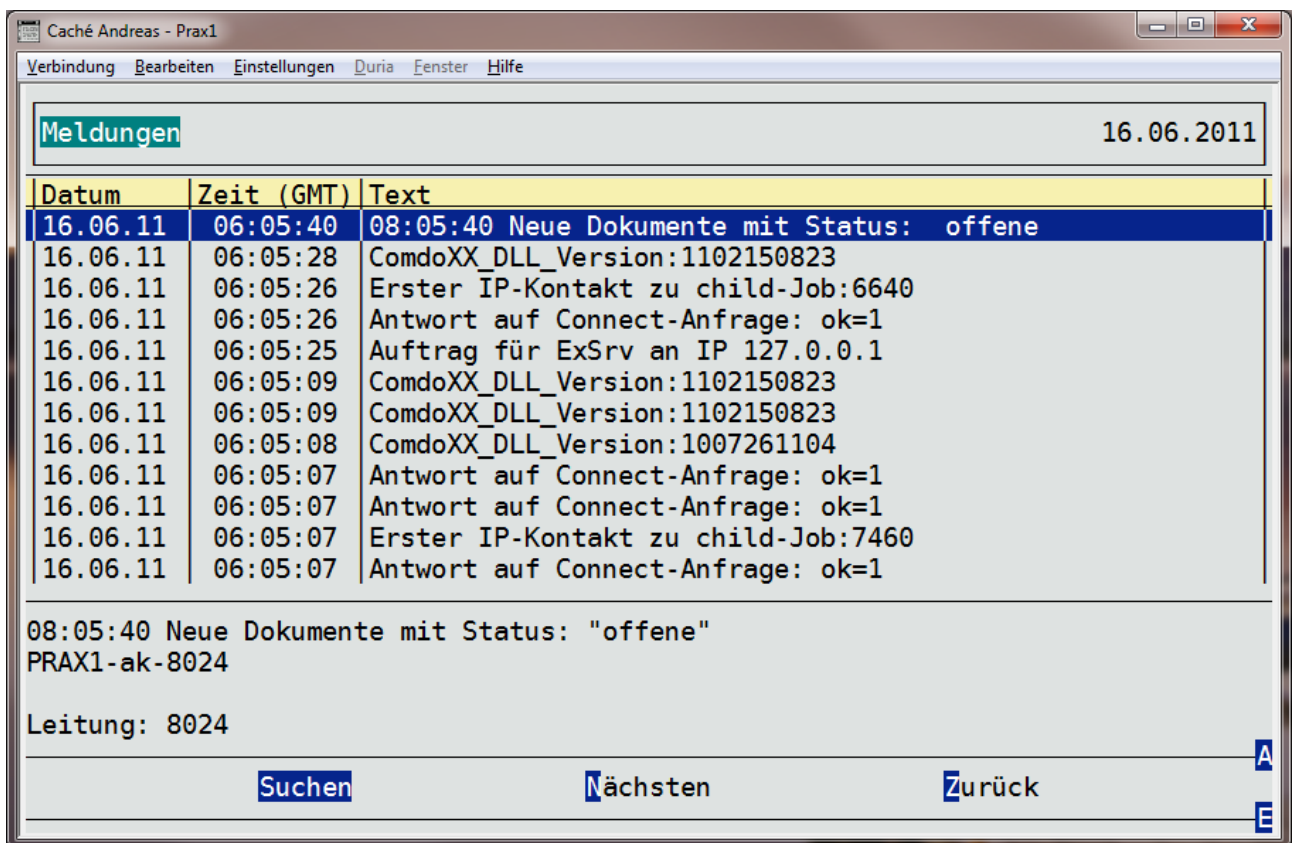 Caché Andreas - Prax1
Verbindung Bearbeiten Einstellungen Duria Fenster Hilfe
Meldungen 16.06.2011
Datum Zeit (GMT) Text
16.06.11 06:05:40 08:05:40 Neue Dokumente mit Status: offene
16.06.11 06:05:28 ComdoXX_DLL_Version:1102150823
16.06.11 06:05:26 Erster IP-Kontakt zu child-Job:6640
16.06.11 06:05:26 Antwort auf Connect-Anfrage: ok=1
16.06.11 06:05:25 Auftrag für ExSrv an IP 127.0.0.1
16.06.11 06:05:09 ComdoXX_DLL_Version:1102150823
16.06.11 06:05:09 ComdoXX_DLL_Version:1102150823
16.06.11 06:05:08 ComdoXX_DLL_Version:1007261104
16.06.11 06:05:07 Antwort auf Connect-Anfrage: ok=1
16.06.11 06:05:07 Antwort auf Connect-Anfrage: ok=1
16.06.11 06:05:07 Erster IP-Kontakt zu child-Job:7460
16.06.11 06:05:07 Antwort auf Connect-Anfrage: ok=1
08:05:40 Neue Dokumente mit Status: "offene"
PRAX1-ak-8024
Leitung: 8024
A
Suchen Nächsten Zurück
E